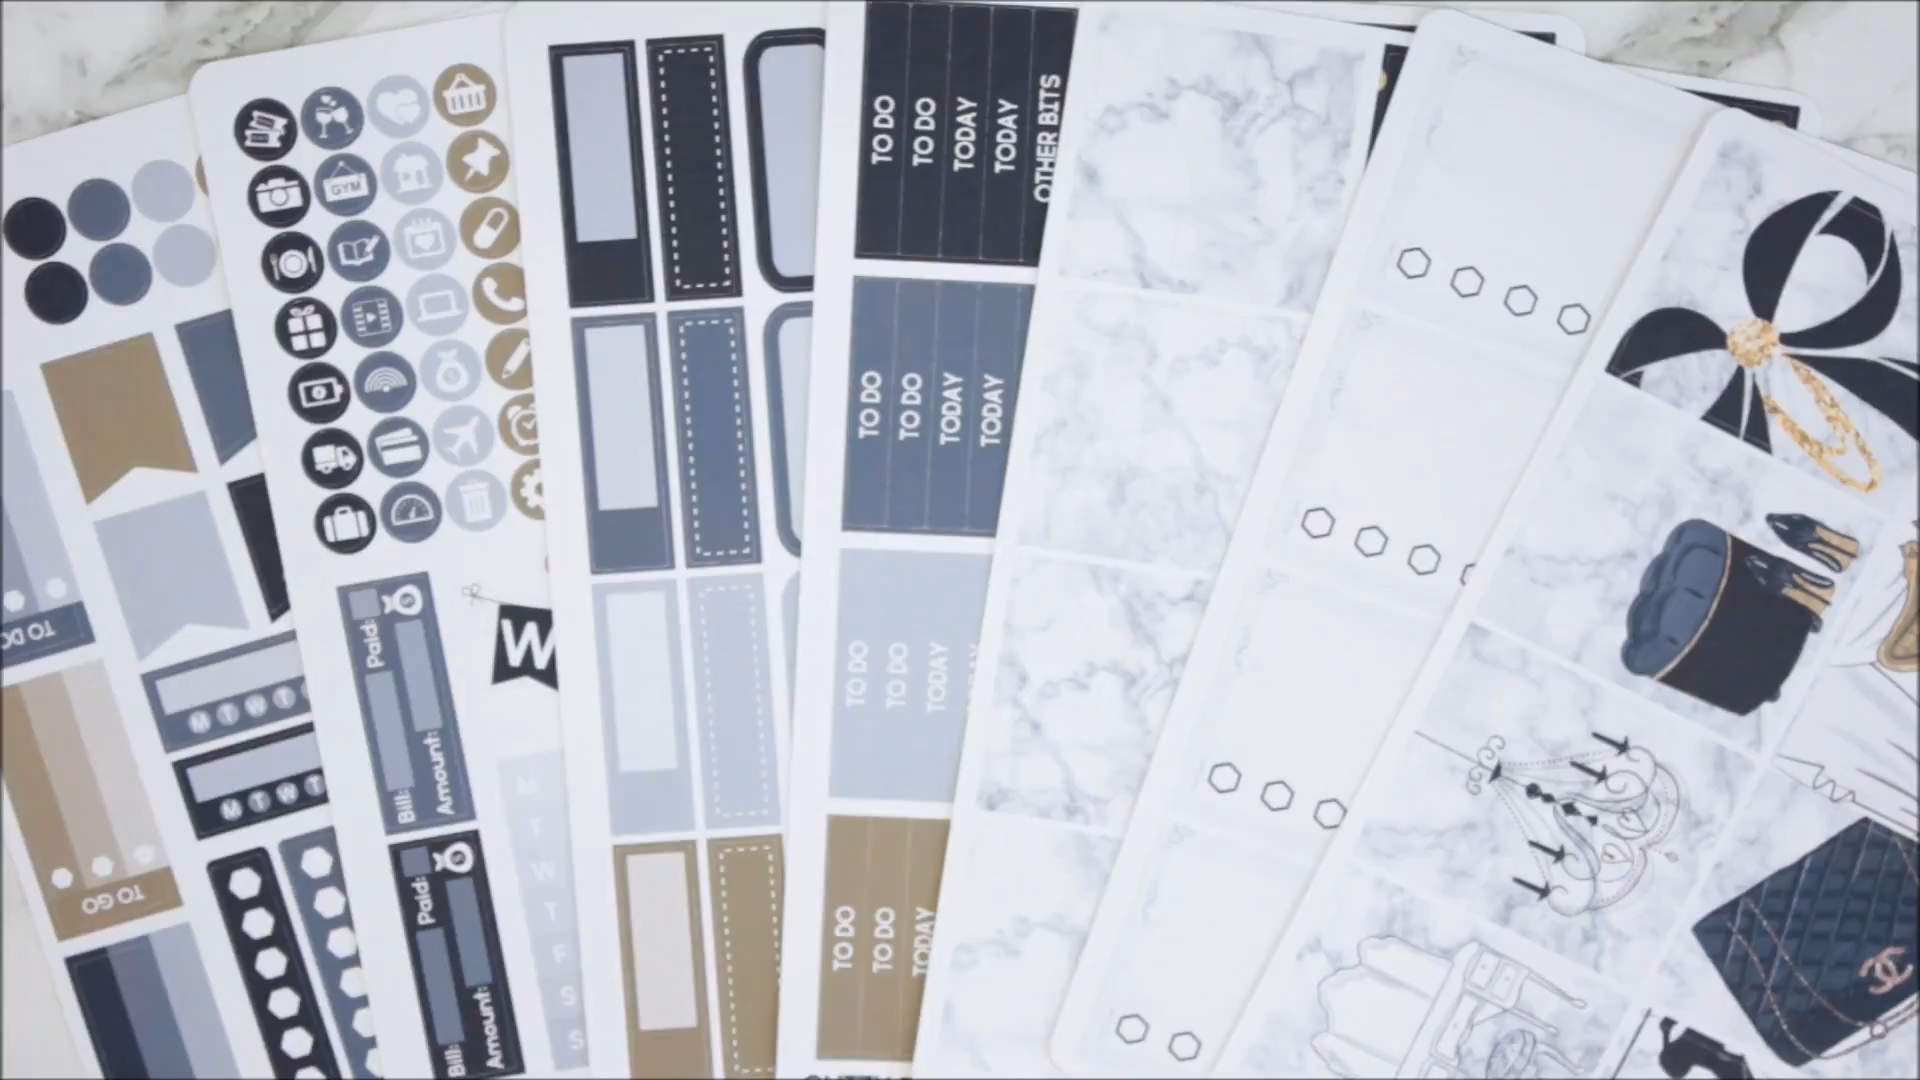 TO DO
TO GO
M T W T
M T W T
GYM
Paid:
Bill:
Amount:
Paid:
Bill:
Amount:
W
M
T
W
T
F
S
S
TO DO
TO DO
TODAY
TODAY
OTHER BITS
TO DO
TO DO
TODAY
TODAY
TO DO
TO DO
TODAY
TO DO
TO DO
TODAY